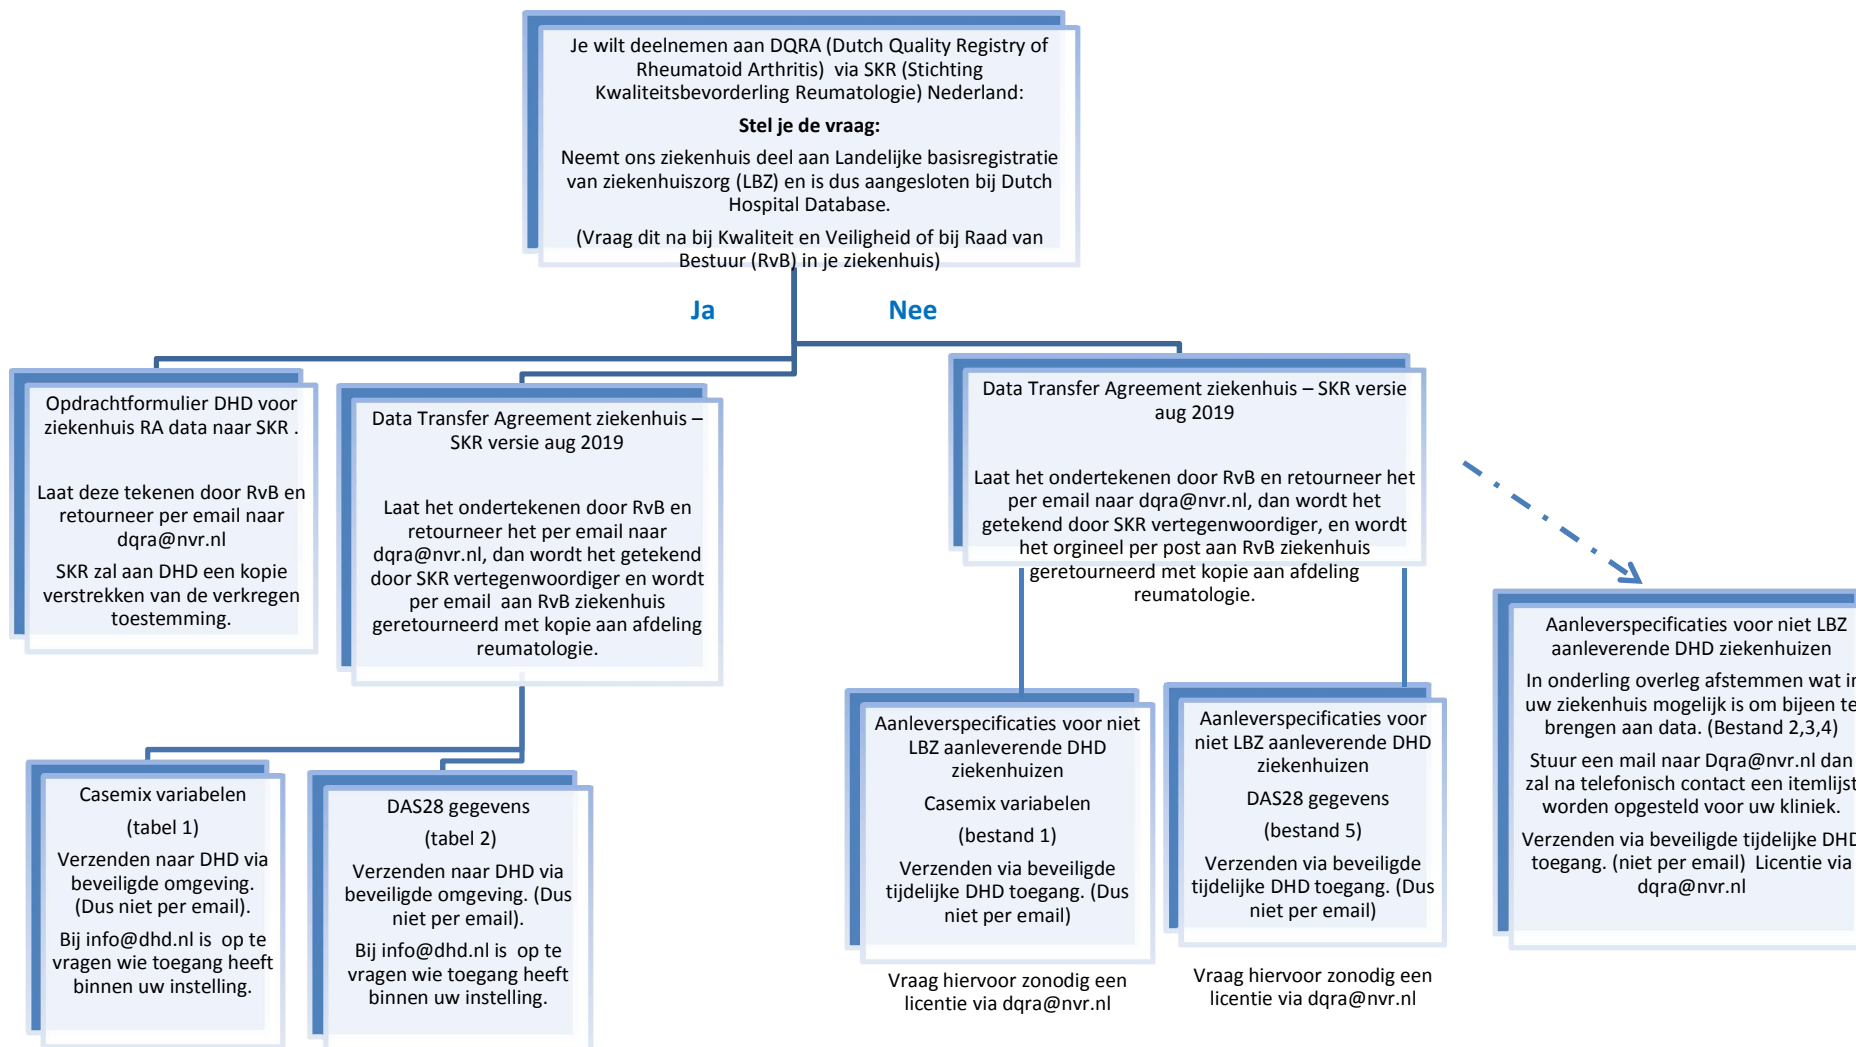 Je wilt deelnemen aan DQRA (Dutch Quality Registry of
Rheumatoid Arthritis) via SKR (Stichting
Kwaliteitsbevorderling Reumatologie) Nederland:
Stel je de vraag:
Neemt ons ziekenhuis deel aan Landelijke basisregistratie
van ziekenhuiszorg (LBZ) en is dus aangesloten bij Dutch
Hospital Database.
(Vraag dit na bij Kwaliteit en Veiligheid of bij Raad van
Bestuur (RvB) in je ziekenhuis)
Ja
Nee
Opdrachtformulier DHD voor
ziekenhuis RA data naar SKR .
Laat deze tekenen door RvB en
retourneer per email naar
dqra@nvr.nl
SKR zal aan DHD een kopie
verstrekken van de verkregen
toestemming.
Data Transfer Agreement ziekenhuis –
SKR versie aug 2019
Laat het ondertekenen door RvB en
retourneer het per email naar
dqra@nvr.nl, dan wordt het getekend
door SKR vertegenwoordiger en wordt
per email aan RvB ziekenhuis
geretourneerd met kopie aan afdeling
reumatologie.
Data Transfer Agreement ziekenhuis – SKR versie
aug 2019
Laat het ondertekenen door RvB en retourneer het
per email naar dqra@nvr.nl, dan wordt het
getekend door SKR vertegenwoordiger, en wordt
het orgineel per post aan RvB ziekenhuis
geretourneerd met kopie aan afdeling
reumatologie.
Casemix variabelen
(tabel 1)
Verzenden naar DHD via
beveiligde omgeving.
(Dus niet per email).
Bij info@dhd.nl is op te
vragen wie toegang heeft
binnen uw instelling.
DAS28 gegevens
(tabel 2)
Verzenden naar DHD via
beveiligde omgeving. (Dus
niet per email).
Bij info@dhd.nl is op te
vragen wie toegang heeft
binnen uw instelling.
Aanleverspecificaties voor niet
LBZ aanleverende DHD
ziekenhuizen
Casemix variabelen
(bestand 1)
Verzenden via beveiligde
tijdelijke DHD toegang. (Dus
niet per email)
Vraag hiervoor zonodig een
licentie via dqra@nvr.nl
Aanleverspecificaties voor
niet LBZ aanleverende DHD
ziekenhuizen
DAS28 gegevens
(bestand 5)
Verzenden via beveiligde
tijdelijke DHD toegang. (Dus
niet per email)
Vraag hiervoor zonodig een
licentie via dqra@nvr.nl
Aanleverspecificaties voor niet LBZ
aanleverende DHD ziekenhuizen
In onderling overleg afstemmen wat in
uw ziekenhuis mogelijk is om bijeen te
brengen aan data. (Bestand 2,3,4)
Stuur een mail naar Dqra@nvr.nl dan
zal na telefonisch contact een itemlijst
worden opgesteld voor uw kliniek.
Verzenden via beveiligde tijdelijke DHD
toegang. (niet per email) Licentie via
dqra@nvr.nl